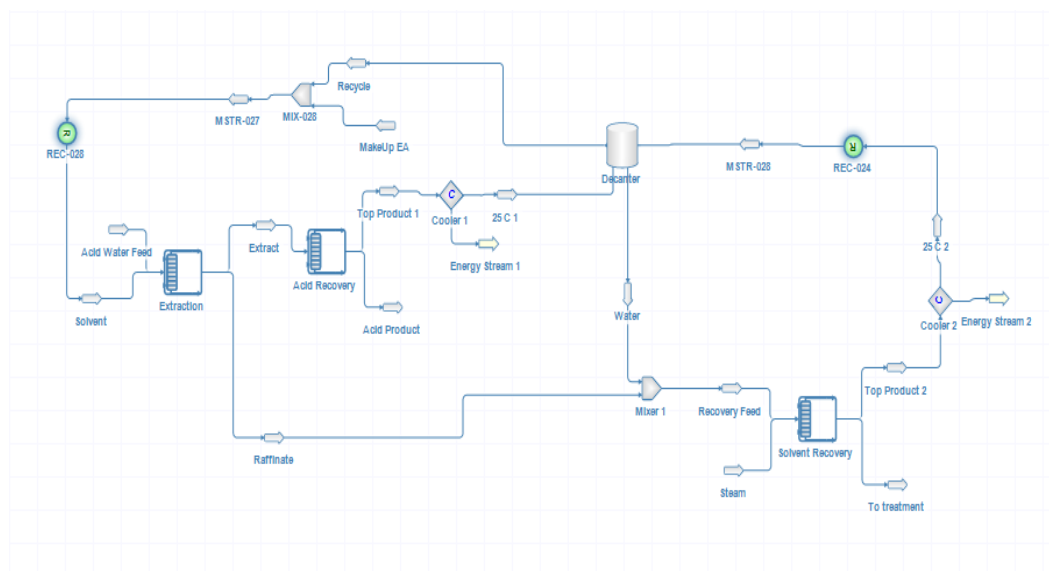 Recycle
MSTR-027
MIX-028
MakeUp EA
R
REC-028
R
REC-024
MSTR-028
Decanter
Top Product 1
C
Cooler 1
25 C 1
Energy Stream 1
Acid Water Feed
Extract
Extraction
Acid Recovery
Acid Product
Solvent
25 C 2
C
Cooler 2
Energy Stream 2
Water
Mixer 1
Recovery Feed
Top Product 2
Raffinate
Solvent Recovery
Steam
To treatment